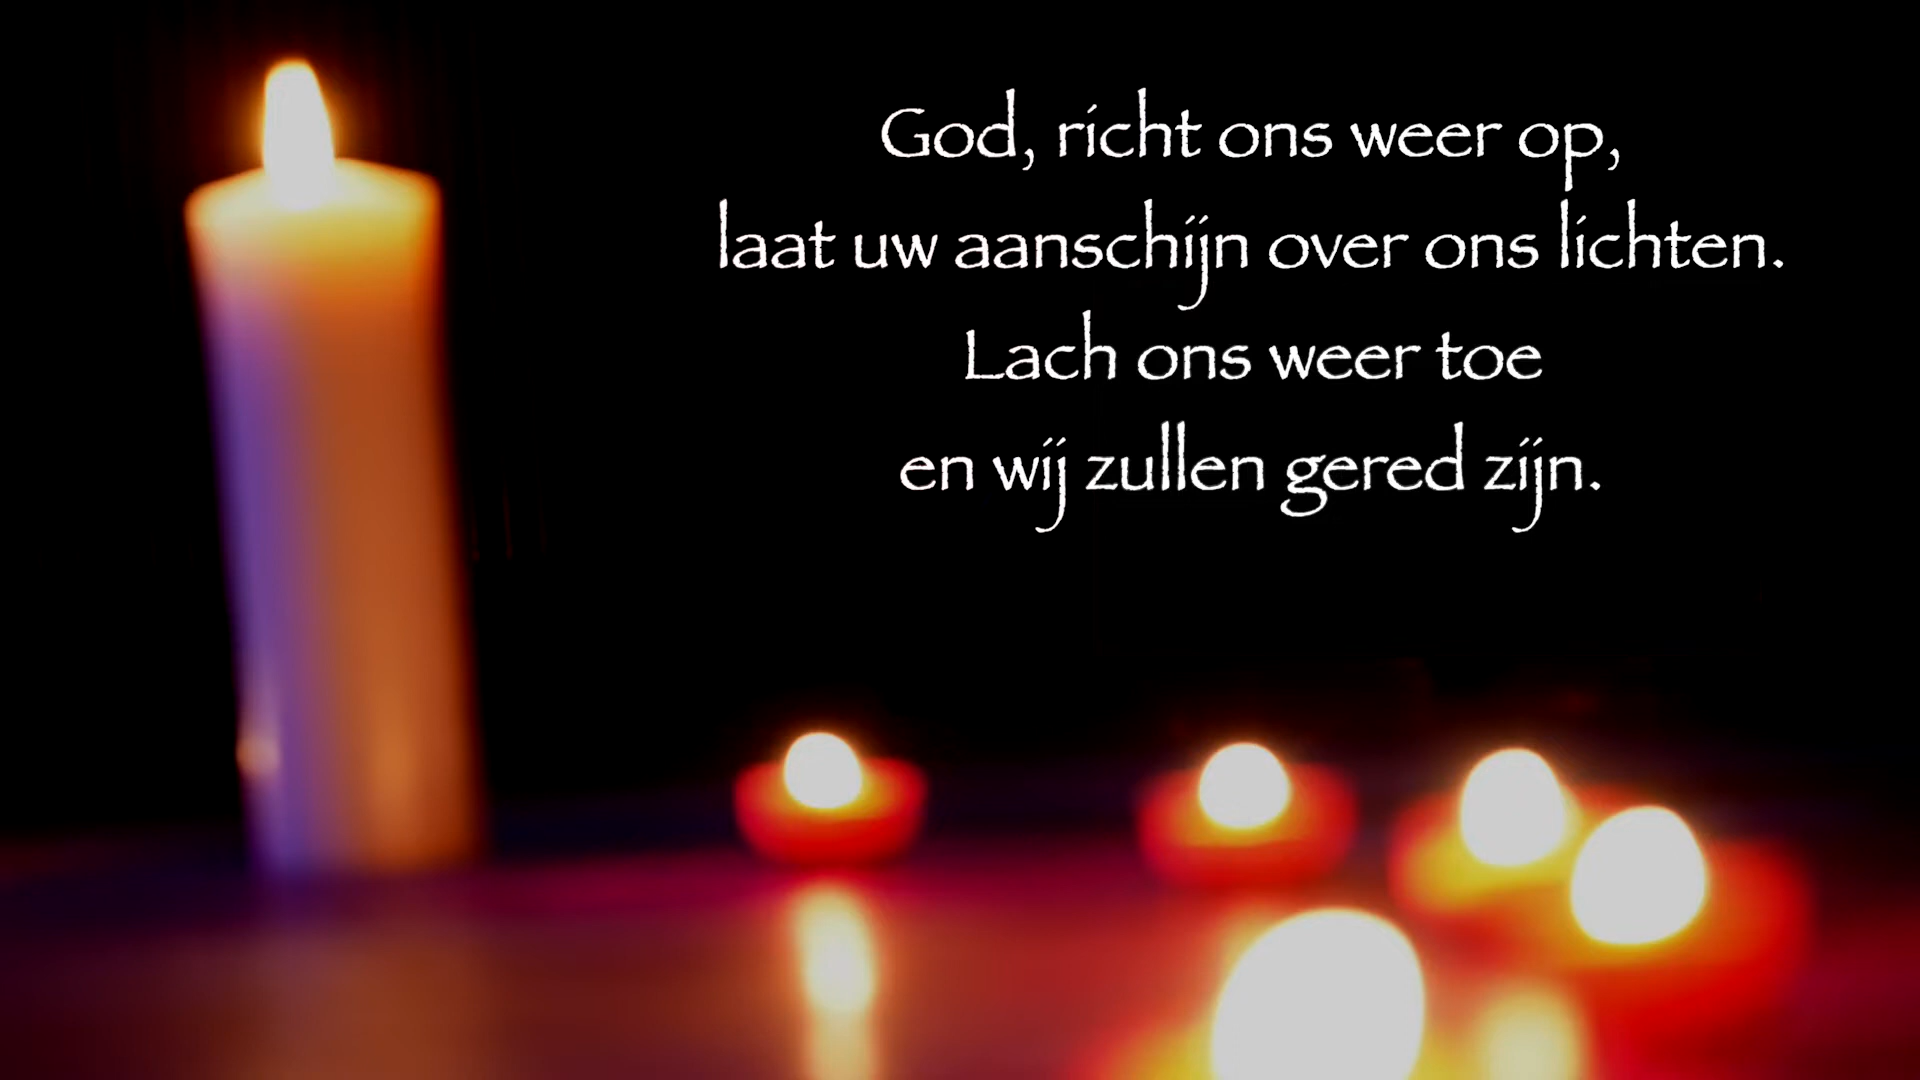 God, richt ons weer op,
laat uw aanschijn over ons lichten.
Lach ons weer toe
en wij zullen gered zijn.